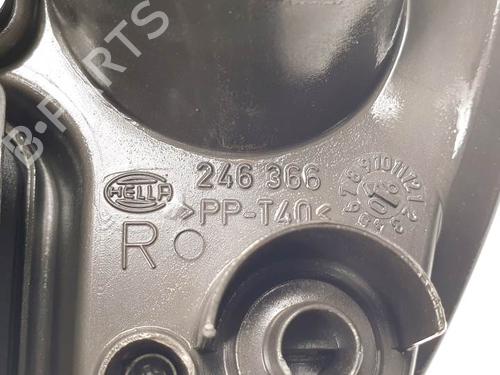 B-PARTS
HELLA
246 366
>PP-T40<
R